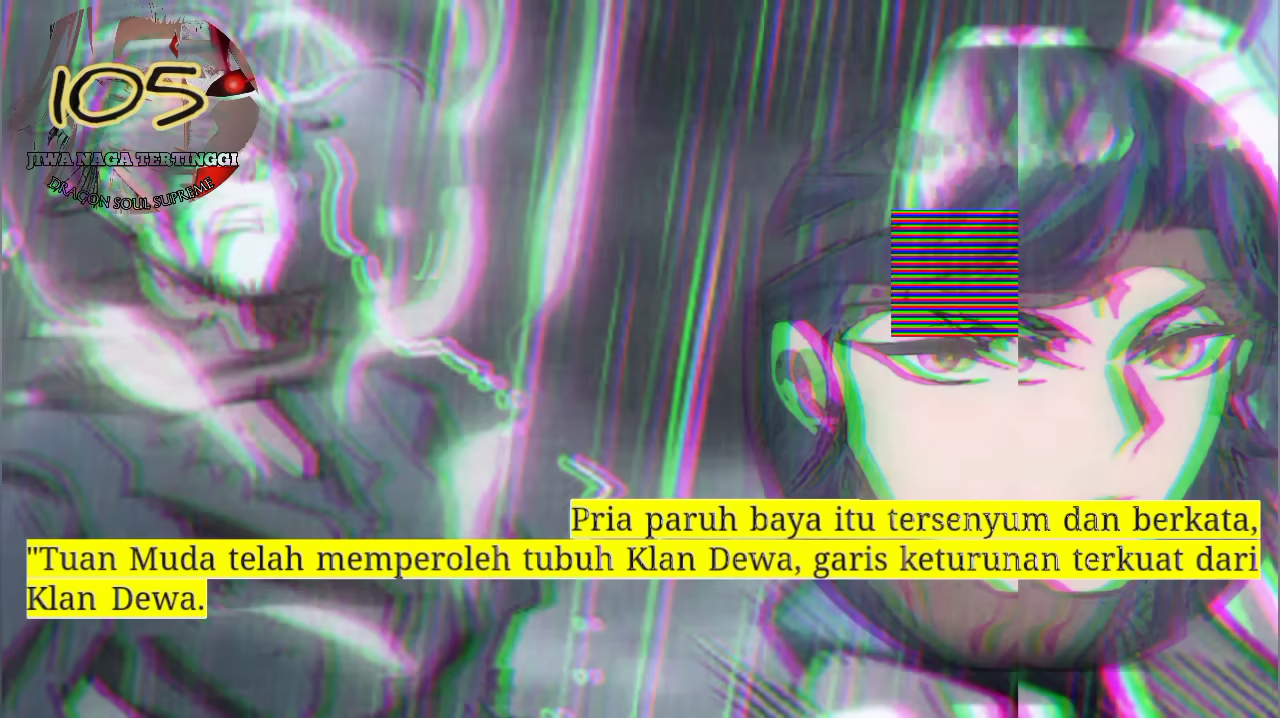 105
JIWA NAGA TERTINGGI
DRAGON SOUL SUPREME
Pria paruh baya itu tersenyum dan berkata,
"Tuan Muda telah memperoleh tubuh Klan Dewa, garis keturunan terkuat dari
Klan Dewa.